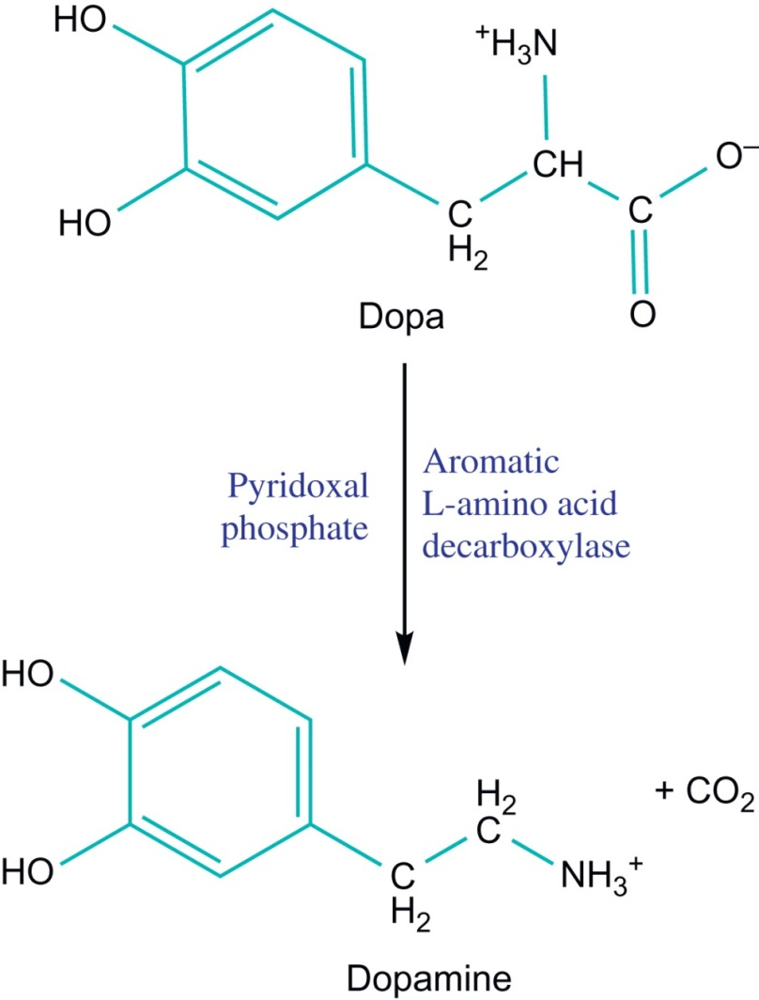 HO
⁺H₃N
O⁻
CH
HO
C
C
H₂
O
Dopa
Pyridoxal
phosphate
Aromatic
L-amino acid
decarboxylase
HO
H₂
C
+ CO₂
HO
C
NH₃⁺
H₂
Dopamine